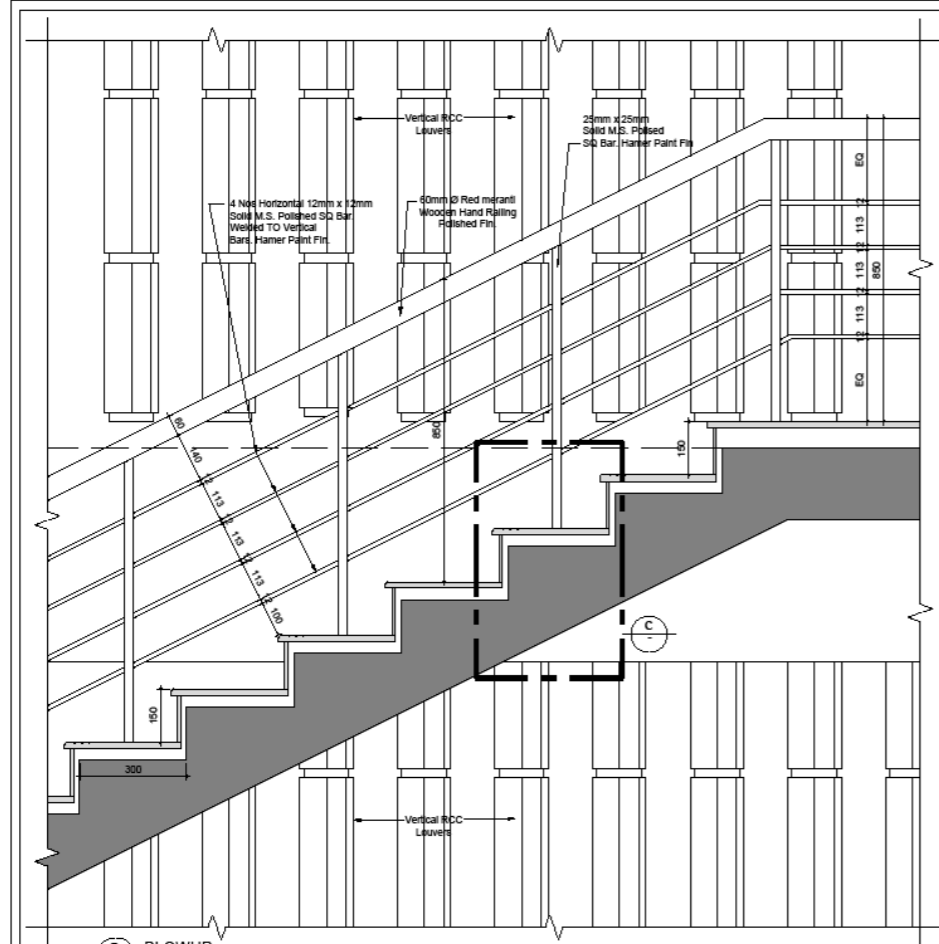 Vertical RCC
Louvers
25mm x 25mm
Solid M.S. Polised
SQ Bar. Hamer Paint Fin
4 Nos Horizontal 12mm x 12mm
Solid M.S. Polished SQ Bar.
Welded TO Vertical
Bars. Hamer Paint Fin.
60mm Ø Red meranti
Wooden Hand Railing
Polished Fin.
EQ
12
113
12
113
12
113
12
EQ
850
60
140
12
113
12
113
12
113
12
100
850
150
150
300
C
-
Vertical RCC
Louvers
BLOWUP